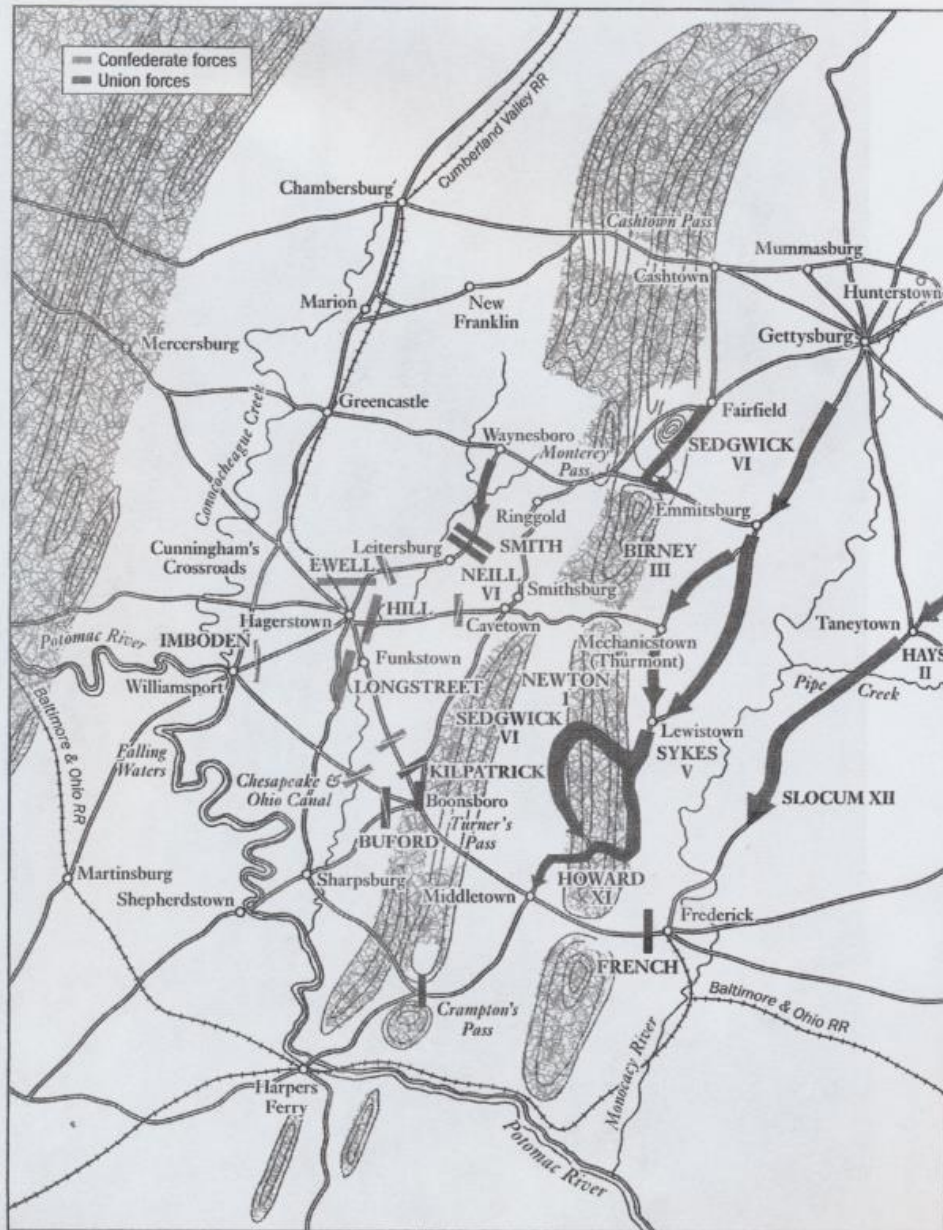 Confederate forces
Union forces
Cumberland Valley RR
Chambersburg
Cashtown Pass
Mummasburg
Cashtown
Hunterstown
Marion
New
Franklin
Gettysburg
Mercersburg
Greencastle
Fairfield
SEDGWICK
VI
Conococheague Creek
Waynesboro
Monterey
Pass
Emmitsburg
Ringgold
Cunningham's
Crossroads
Leitersburg
SMITH
BIRNEY
III
EWELL
NEILL
VI
Smithsburg
HILL
Hagerstown
Cavetown
Mechanicstown
(Thurmont)
Taneytown
HAYS
II
Potomac River
IMBODEN
Funkstown
Williamsport
LONGSTREET
NEWTON
I
Pipe Creek
SEDGWICK
VI
Lewistown
SYKES
V
Baltimore & Ohio RR
Falling
Waters
Chesapeake &
Ohio Canal
KILPATRICK
SLOCUM XII
Boonsboro
Turner's
Pass
BUFORD
Martinsburg
Sharpsburg
HOWARD
XI
Middletown
Shepherdstown
Frederick
FRENCH
Crampton's
Pass
Baltimore & Ohio RR
Monocacy River
Harpers
Ferry
Potomac River